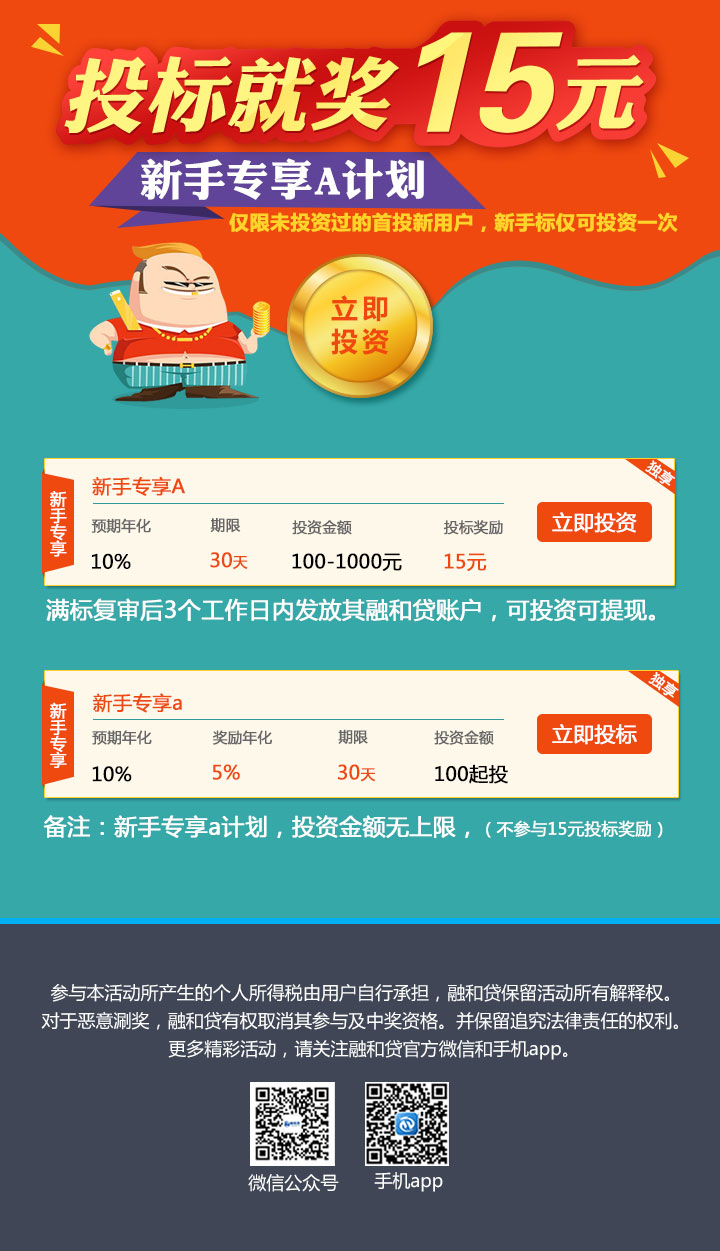 投标就奖15元
新手专享A计划
仅限未投资过的首投新用户，新手标仅可投资一次
立即
投资
独享
新手专享
新手专享A
预期年化 期限 投资金额 投标奖励
10% 30天 100-1000元 15元
立即投资
满标复审后3个工作日内发放其融和贷账户，可投资可提现。
独享
新手专享
新手专享a
预期年化 奖励年化 期限 投资金额
10% 5% 30天 100起投
立即投标
备注：新手专享a计划，投资金额无上限，（不参与15元投标奖励）
参与本活动所产生的个人所得税由用户自行承担，融和贷保留活动所有解释权。
对于恶意涮奖，融和贷有权取消其参与及中奖资格。并保留追究法律责任的权利。
更多精彩活动，请关注融和贷官方微信和手机app。
微信公众号 手机app